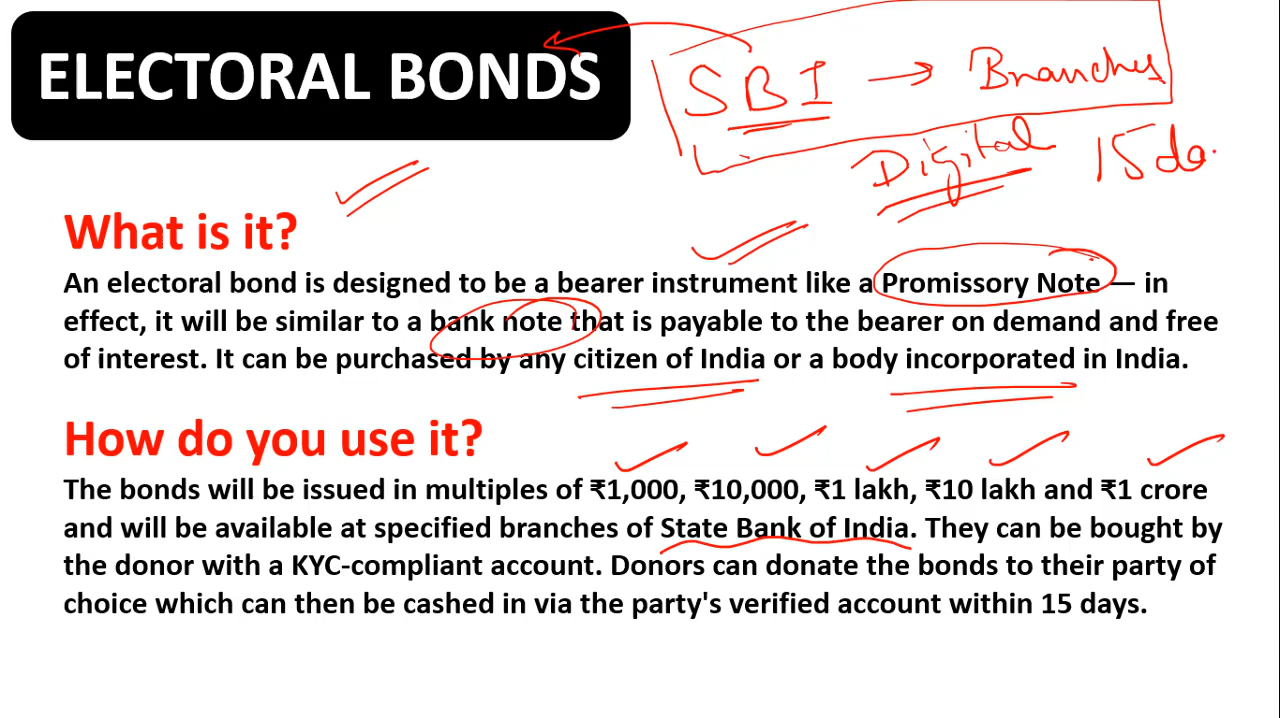 ELECTORAL BONDS
SBI → Branches
Digital 15 da.
What is it?
An electoral bond is designed to be a bearer instrument like a Promissory Note — in
effect, it will be similar to a bank note that is payable to the bearer on demand and free
of interest. It can be purchased by any citizen of India or a body incorporated in India.
How do you use it?
The bonds will be issued in multiples of ₹1,000, ₹10,000, ₹1 lakh, ₹10 lakh and ₹1 crore
and will be available at specified branches of State Bank of India. They can be bought by
the donor with a KYC-compliant account. Donors can donate the bonds to their party of
choice which can then be cashed in via the party's verified account within 15 days.